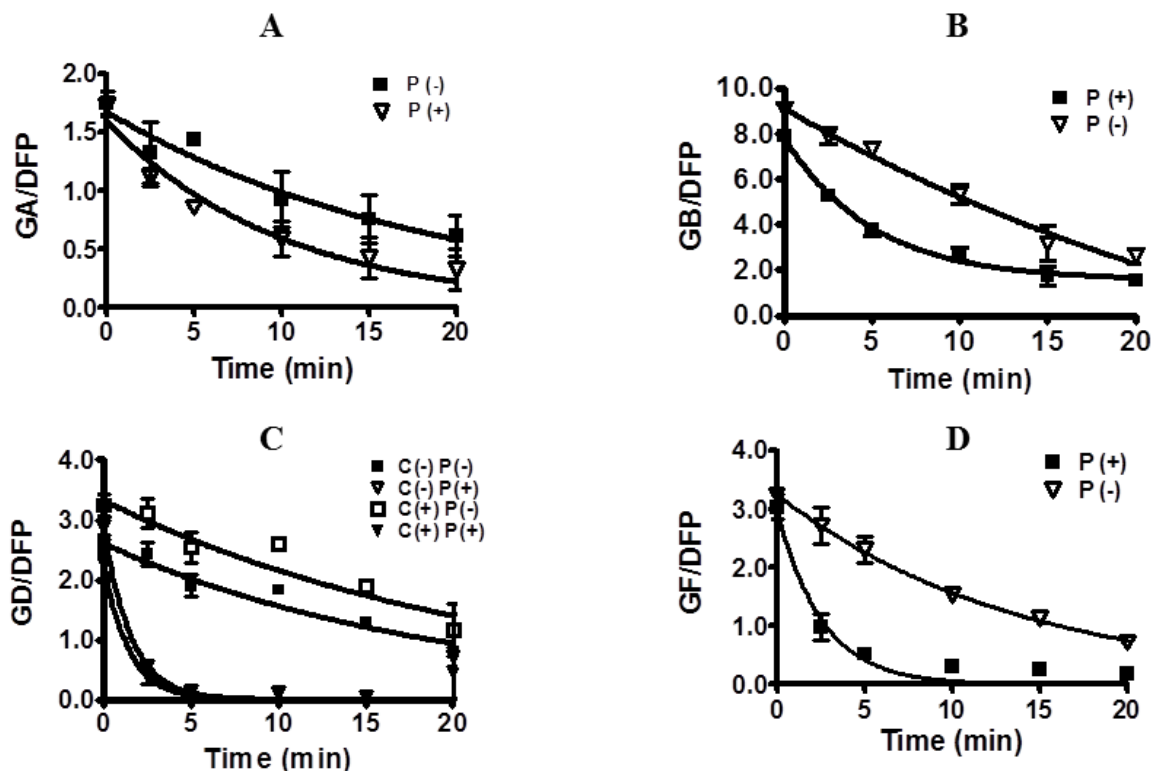 A
GA/DFP
2.0
1.5
1.0
0.5
0.0
P (-)
P (+)
0 5 10 15 20
Time (min)
B
GB/DFP
10.0
8.0
6.0
4.0
2.0
0.0
P (+)
P (-)
0 5 10 15 20
Time (min)
C
GD/DFP
4.0
3.0
2.0
1.0
0.0
C (-) P (-)
C (-) P (+)
C (+) P (-)
C (+) P (+)
0 5 10 15 20
Time (min)
D
GF/DFP
4.0
3.0
2.0
1.0
0.0
P (+)
P (-)
0 5 10 15 20
Time (min)